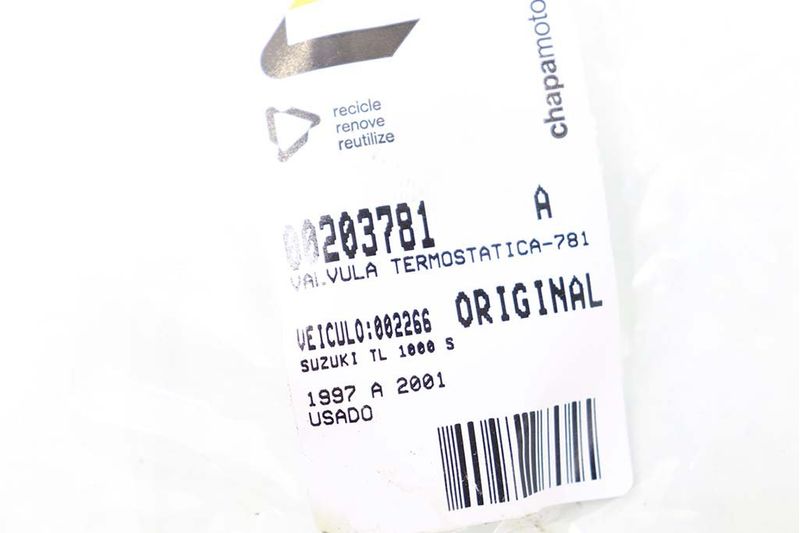 chapamoto
recicle
renove
reutilize
A
00203781
VALVULA TERMOSTATICA-781
ORIGINAL
VEICULO:002266
SUZUKI TL 1000 S
1997 A 2001
USADO